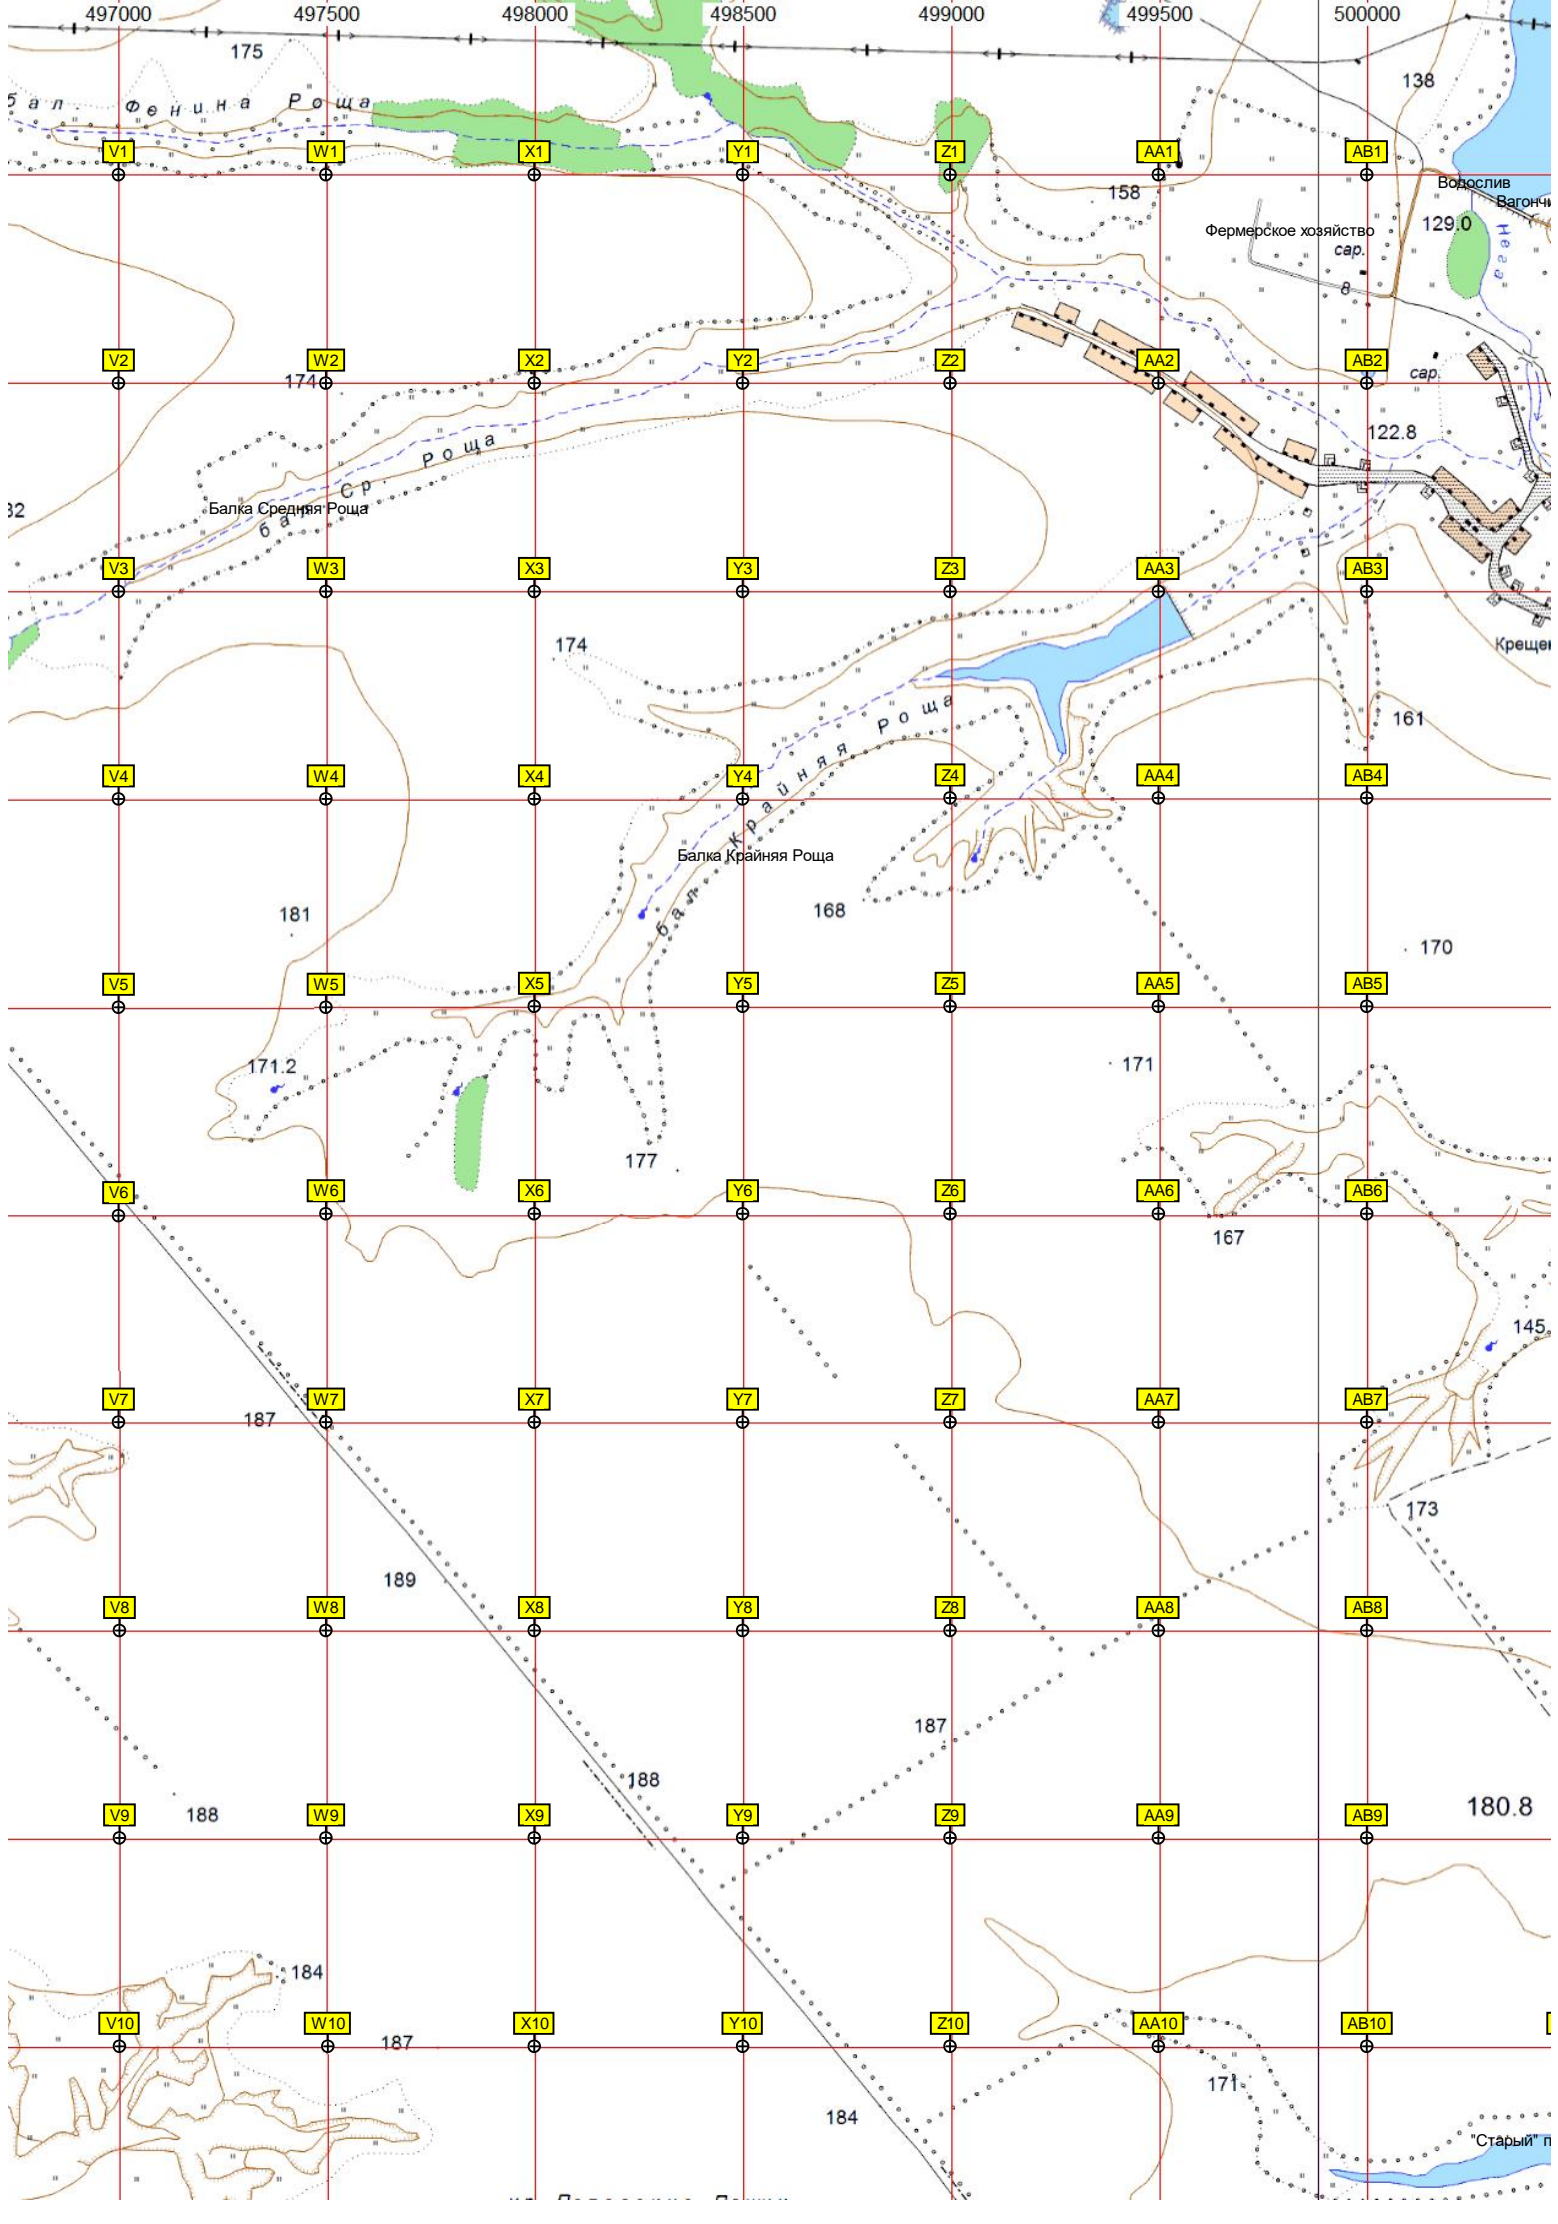 497000 497500 498000 498500 499000 499500 500000
175
138
бал. Фенина Роща
V1 W1 X1 Y1 Z1 AA1 AB1
158
Водослив
Вагончи
129.0
Нега
Фермерское хозяйство
сар.
8
V2 W2 X2 Y2 Z2 AA2 AB2
174
сар.
122.8
бал. Ср. Роща
Балка Средняя Роща
V3 W3 X3 Y3 Z3 AA3 AB3
174
Крещен
161
бал. Крайняя Роща
V4 W4 X4 Y4 Z4 AA4 AB4
Балка Крайняя Роща
181
168
170
V5 W5 X5 Y5 Z5 AA5 AB5
171.2
171
177
V6 W6 X6 Y6 Z6 AA6 AB6
167
145.
V7 W7 X7 Y7 Z7 AA7 AB7
187
173
189
V8 W8 X8 Y8 Z8 AA8 AB8
187
188
188
180.8
V9 W9 X9 Y9 Z9 AA9 AB9
184
V10 W10 X10 Y10 Z10 AA10 AB10
187
171
184
"Старый" п